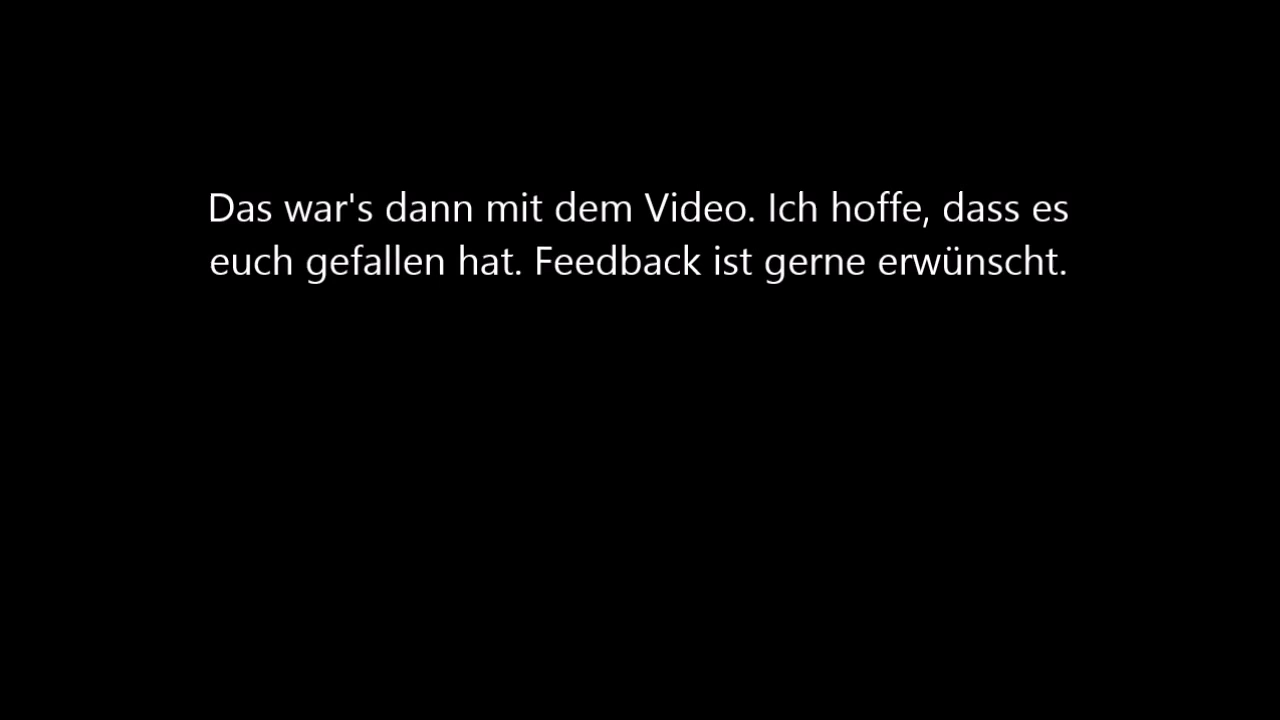 Das war's dann mit dem Video. Ich hoffe, dass es
euch gefallen hat. Feedback ist gerne erwünscht.